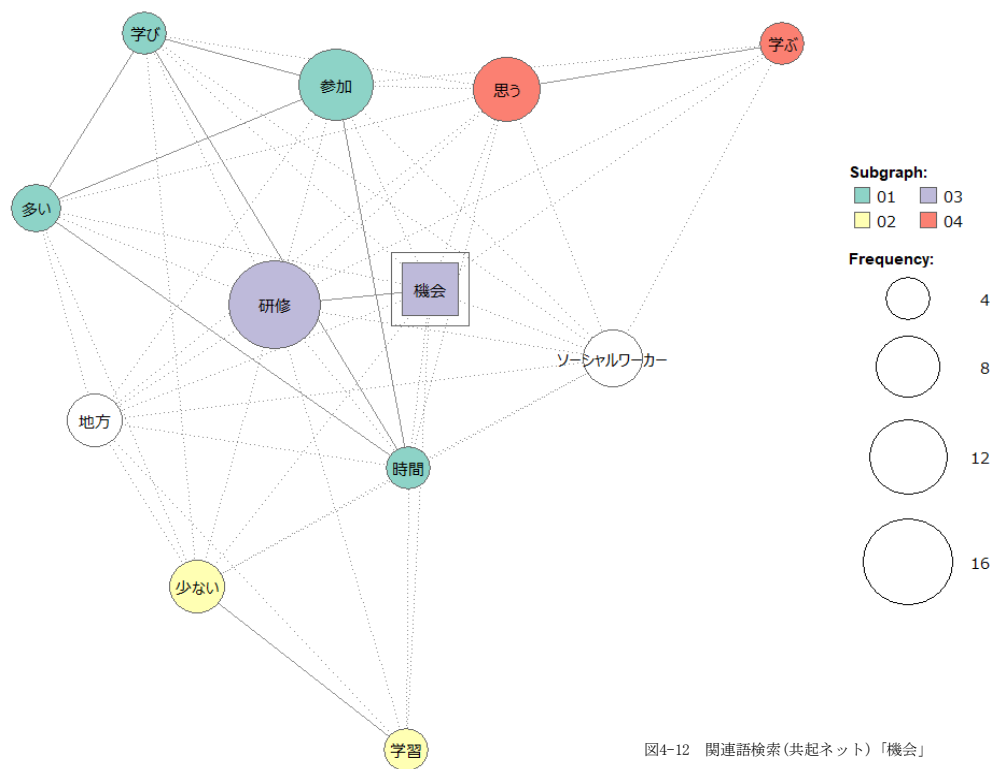 学び
学ぶ
参加
思う
多い
研修
機会
ソーシャルワーカー
地方
時間
少ない
学習
Subgraph:
01 03
02 04
Frequency:
4
8
12
16
図4-12 関連語検索(共起ネット)「機会」